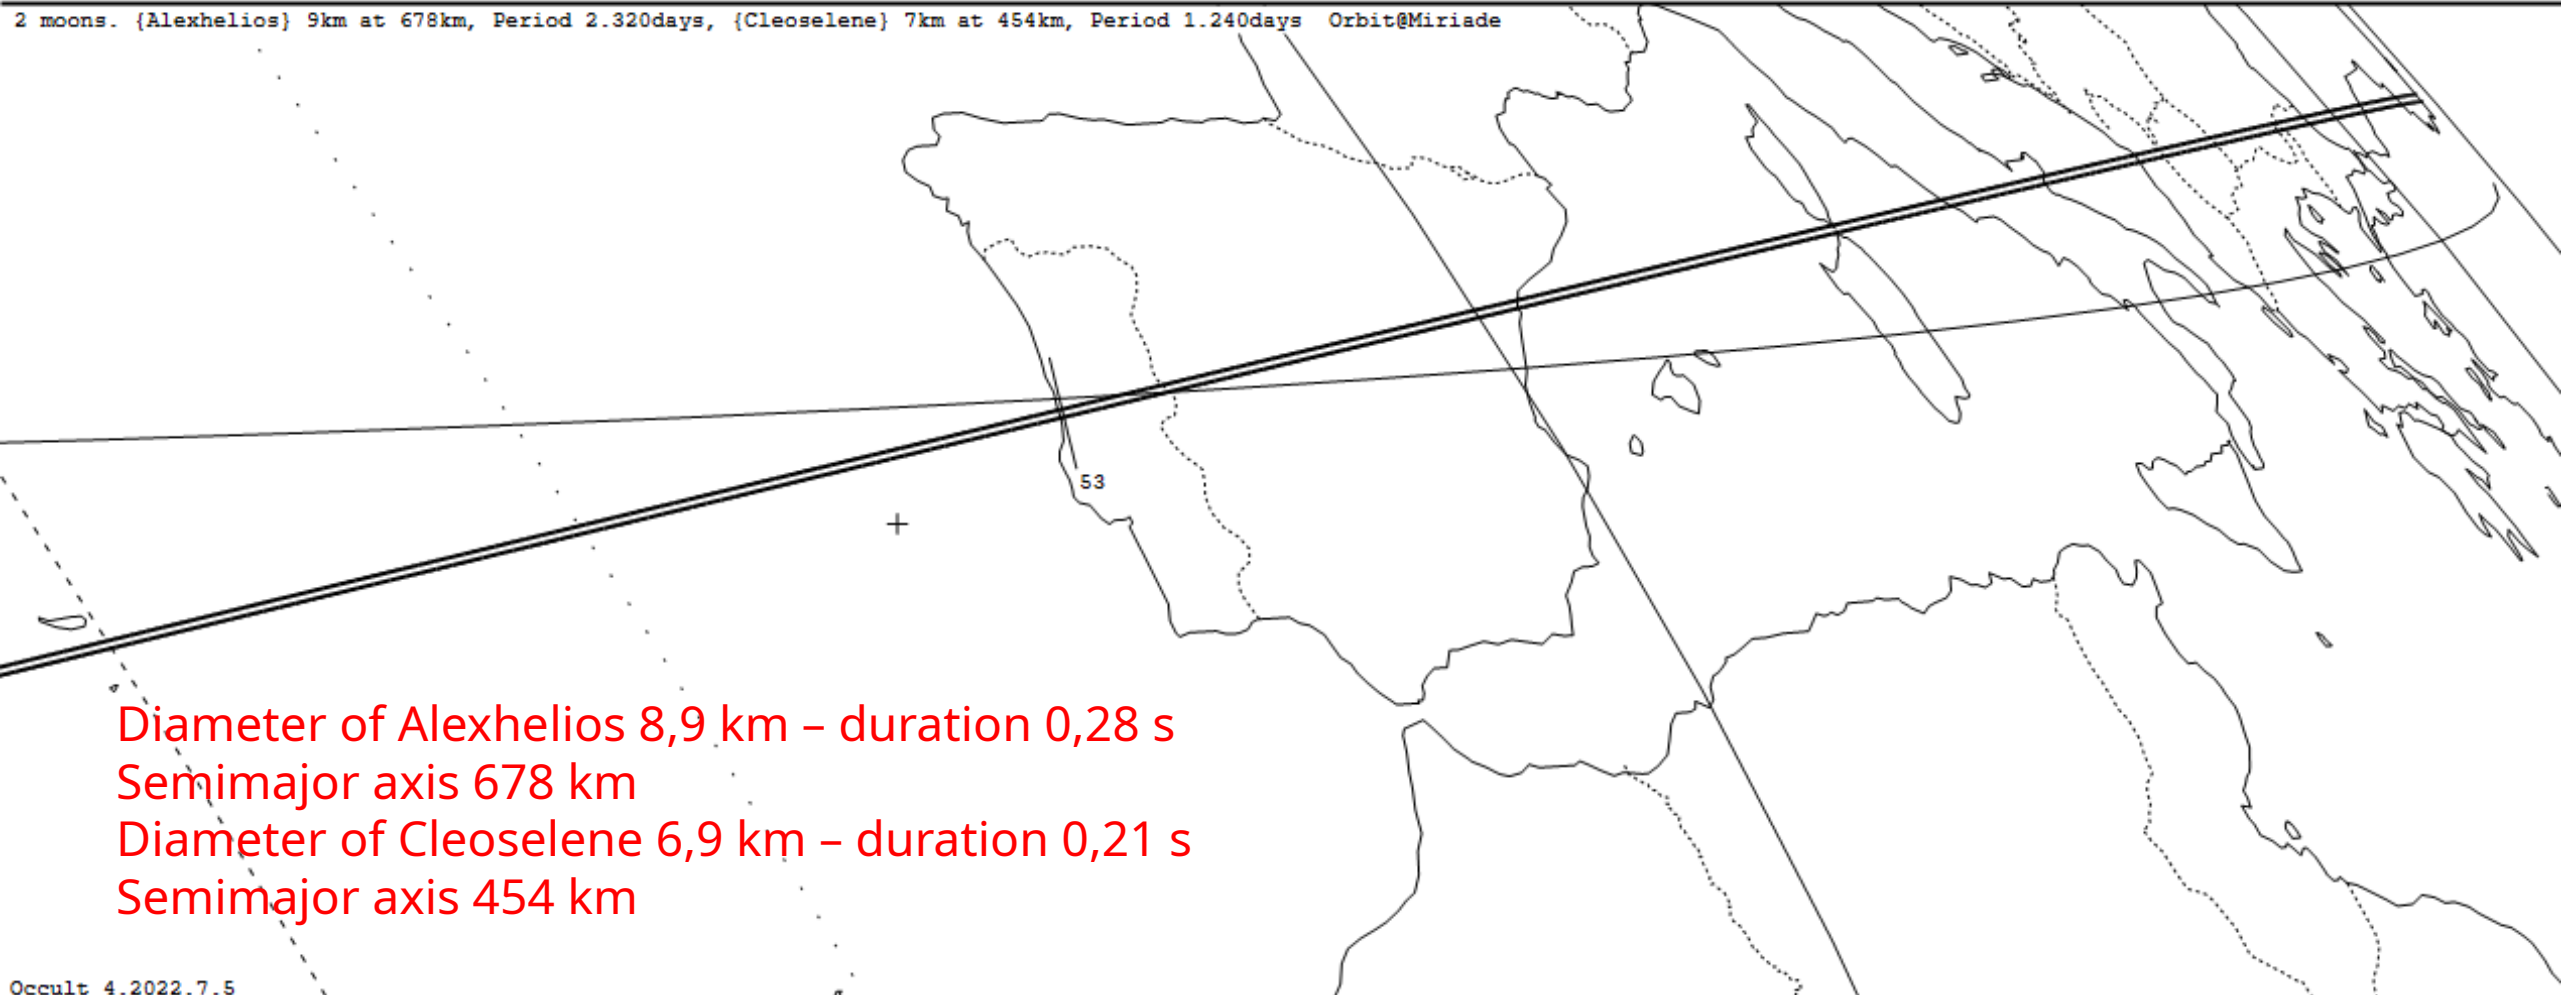 2 moons. {Alexhelios} 9km at 678km, Period 2.320days, {Cleoselene} 7km at 454km, Period 1.240days Orbit@Miriade
53
Diameter of Alexhelios 8,9 km – duration 0,28 s
Semimajor axis 678 km
Diameter of Cleoselene 6,9 km – duration 0,21 s
Semimajor axis 454 km
Occult 4.2022.7.5